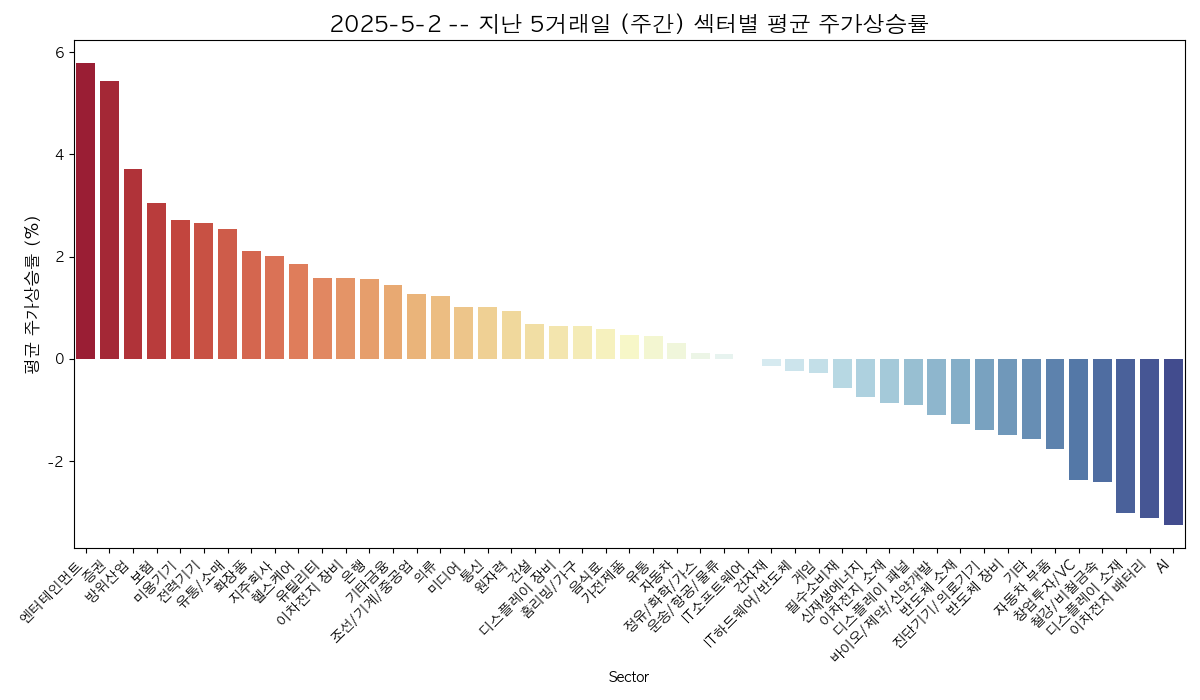 2025-5-2 -- 지난 5거래일 (주간) 섹터별 평균 주가상승률
평균 주가상승률 (%)
6
4
2
0
-2
엔터테인먼트
증권
방위산업
보험
미용기기
전력기기
유통/소매
화장품
지주회사
헬스케어
유틸리티
이차전지 장비
은행
기타금융
조선/기계/중공업
의류
미디어
통신
원자력
건설
디스플레이 장비
홈리빙/가구
음식료
가전제품
유통
자동차
정유/화학/가스
운송/항공/물류
IT소프트웨어
건자재
IT하드웨어/반도체
게임
필수소비재
신재생에너지
이차전지 소재
디스플레이 패널
바이오/제약/신약개발
반도체 소재
진단기기/의료기기
반도체 장비
기타
자동차 부품
창업투자/VC
철강/비철금속
디스플레이 소재
이차전지 배터리
AI
Sector